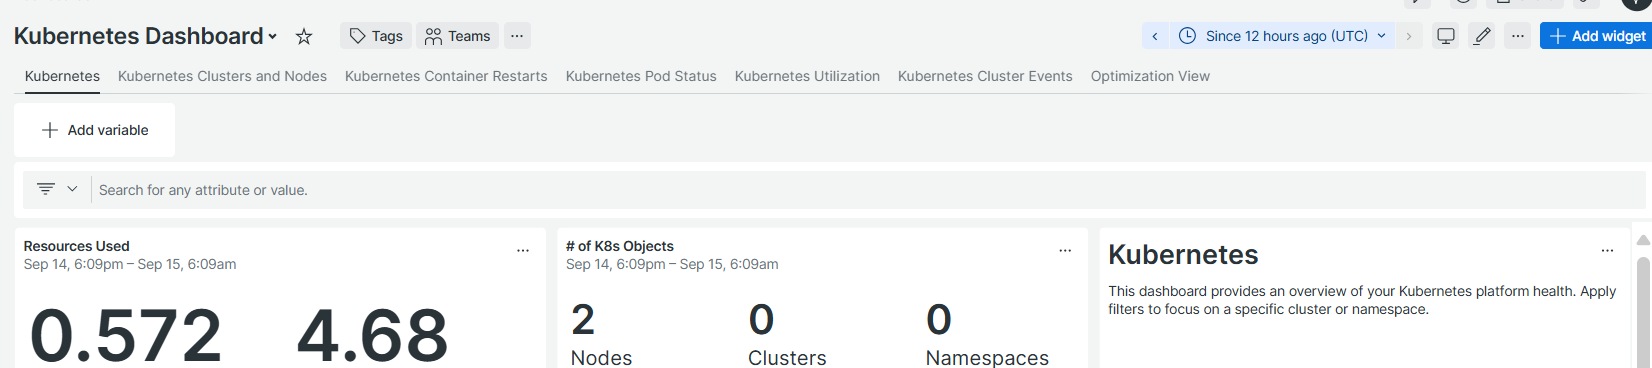 Kubernetes Dashboard
Tags
Teams
Since 12 hours ago (UTC)
Add widget
Kubernetes
Kubernetes Clusters and Nodes
Kubernetes Container Restarts
Kubernetes Pod Status
Kubernetes Utilization
Kubernetes Cluster Events
Optimization View
Add variable
Search for any attribute or value.
Resources Used
Sep 14, 6:09pm – Sep 15, 6:09am
0.572
4.68
# of K8s Objects
Sep 14, 6:09pm – Sep 15, 6:09am
2
Nodes
0
Clusters
0
Namespaces
Kubernetes
This dashboard provides an overview of your Kubernetes platform health. Apply
filters to focus on a specific cluster or namespace.